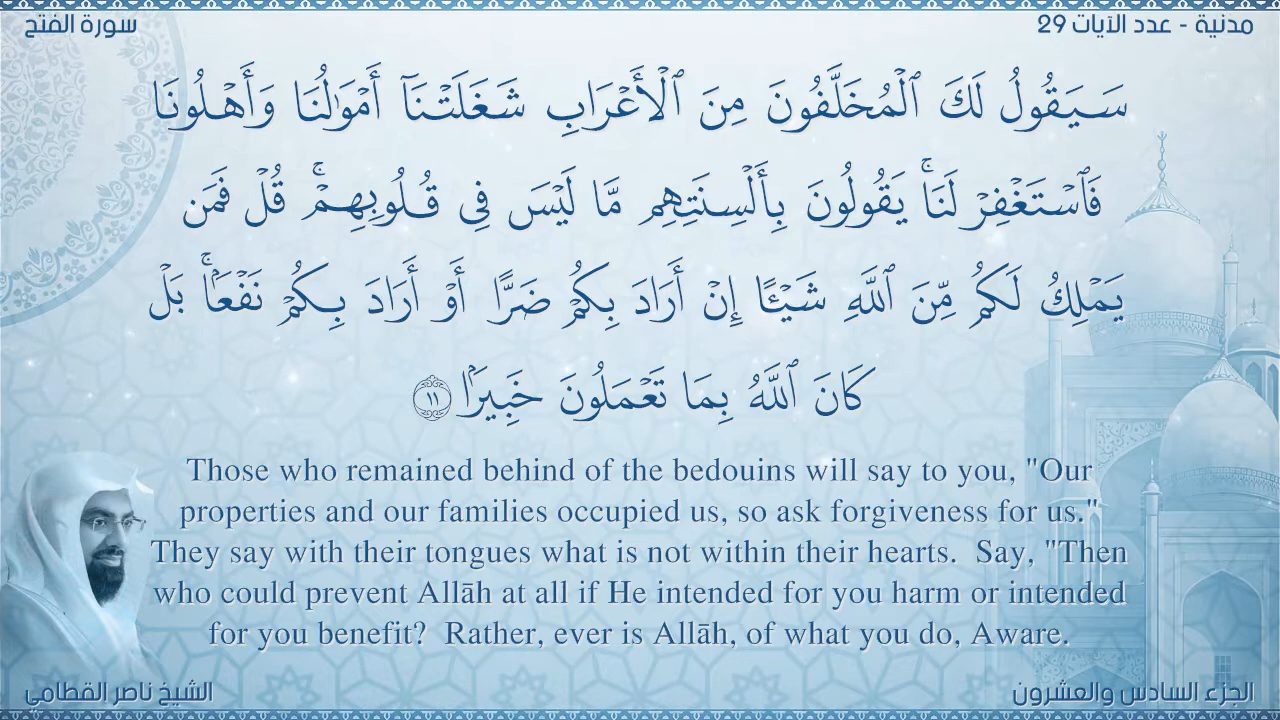 مدنية - عدد الآيات 29
سورة الفتح
سَيَقُولُ لَكَ ٱلْمُخَلَّفُونَ مِنَ ٱلْأَعْرَابِ شَغَلَتْنَآ أَمْوَٰلُنَا وَأَهْلُونَا
فَٱسْتَغْفِرْ لَنَا ۚ يَقُولُونَ بِأَلْسِنَتِهِم مَّا لَيْسَ فِى قُلُوبِهِمْ ۚ قُلْ فَمَن
يَمْلِكُ لَكُم مِّنَ ٱللَّهِ شَيْـًٔا إِنْ أَرَادَ بِكُمْ ضَرًّا أَوْ أَرَادَ بِكُمْ نَفْعًۢا ۚ بَلْ
كَانَ ٱللَّهُ بِمَا تَعْمَلُونَ خَبِيرًۢا ١١
Those who remained behind of the bedouins will say to you, "Our
properties and our families occupied us, so ask forgiveness for us."
They say with their tongues what is not within their hearts.  Say, "Then
who could prevent Allāh at all if He intended for you harm or intended
for you benefit?  Rather, ever is Allāh, of what you do, Aware.
الجزء السادس والعشرون
الشيخ ناصر القطامي